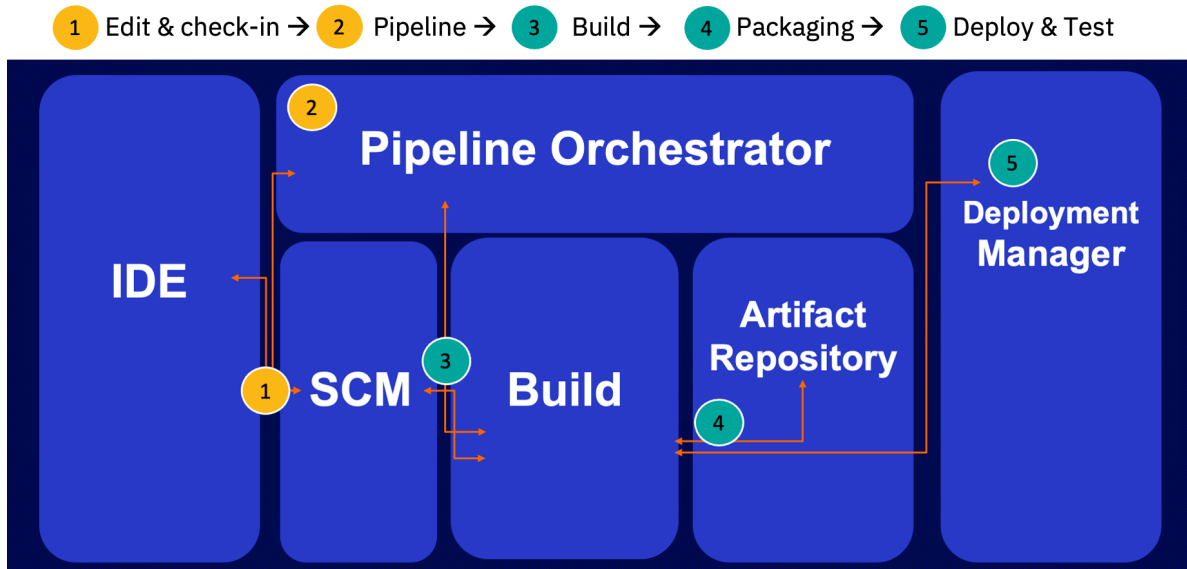 1 Edit & check-in → 2 Pipeline → 3 Build → 4 Packaging → 5 Deploy & Test
2
Pipeline Orchestrator
5
Deployment
Manager
IDE
Artifact
Repository
3
1
SCM
Build
4